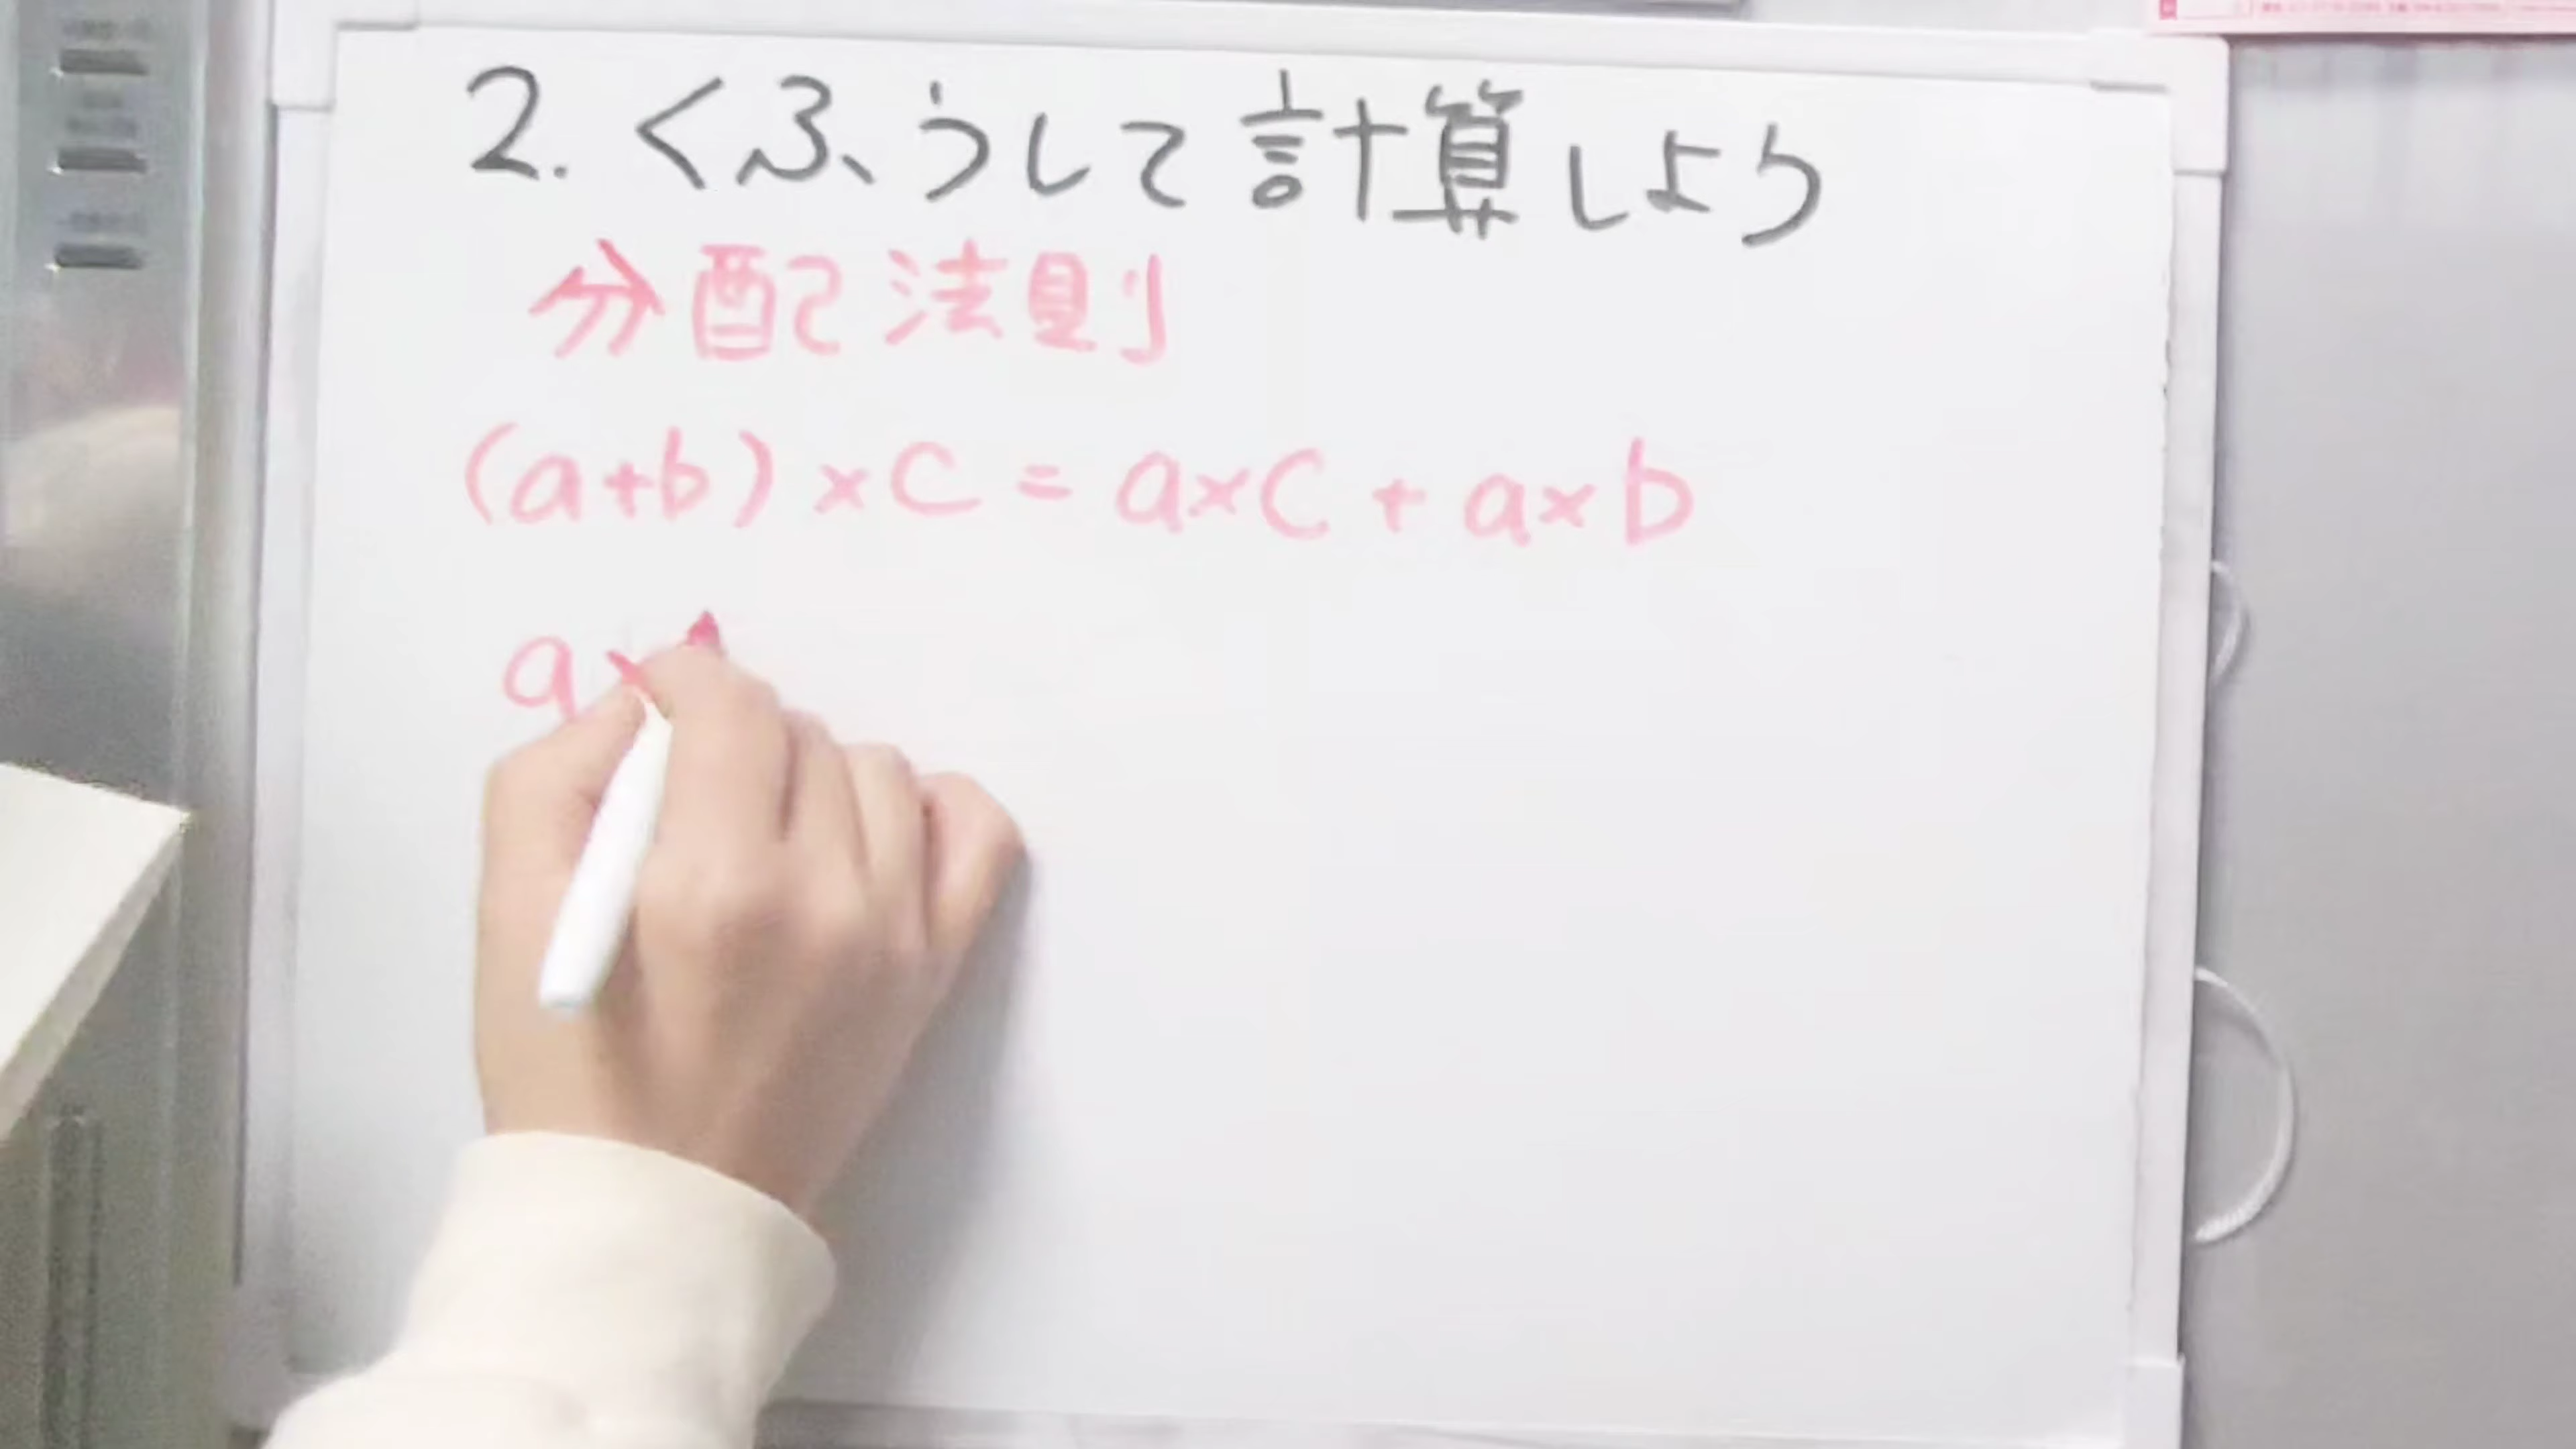 2. くふうして計算しよう
分配法則
(a+b)×c = a×c + a×b
a×